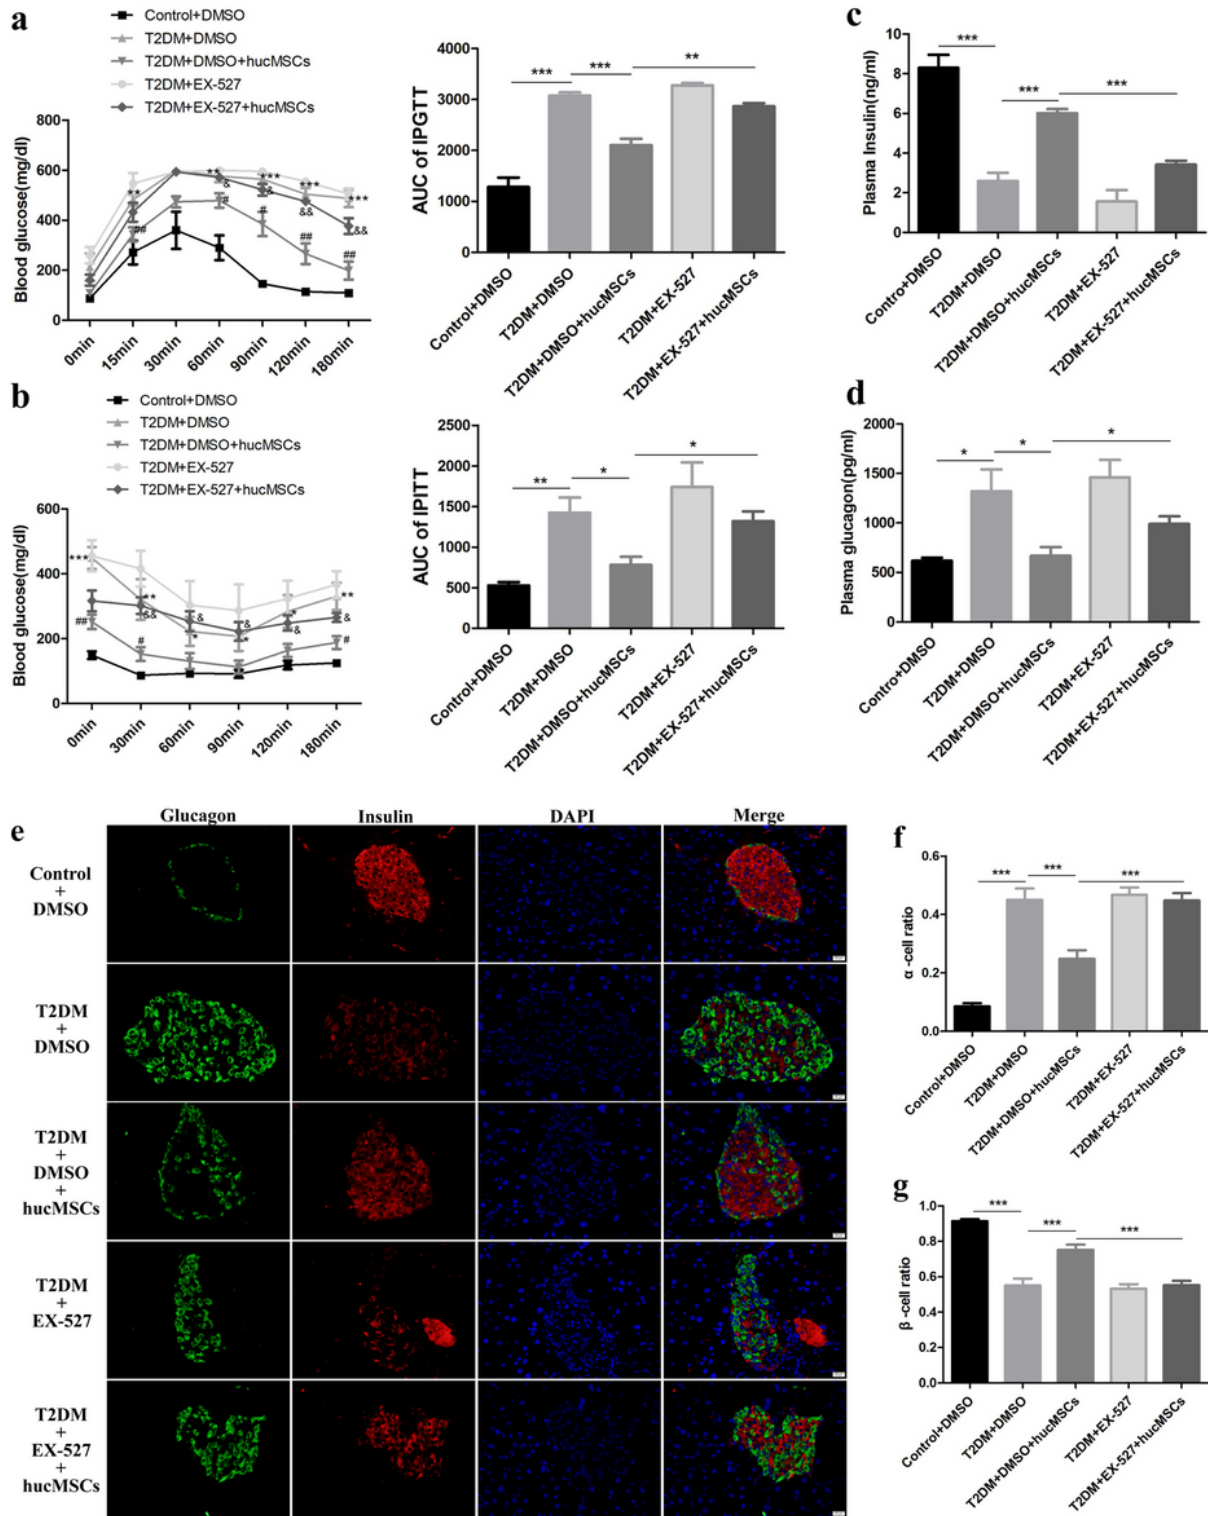 a
Control+DMSO
T2DM+DMSO
T2DM+DMSO+hucMSCs
T2DM+EX-527
T2DM+EX-527+hucMSCs
Blood glucose(mg/dl)
800
600
400
200
0
** ** *** *** ***
& & && &&
## # # ## ##
0min 15min 30min 60min 90min 120min 180min
AUC of IPGTT
4000
3000
2000
1000
0
*** *** **
Control+DMSO
T2DM+DMSO
T2DM+DMSO+hucMSCs
T2DM+EX-527
T2DM+EX-527+hucMSCs
c
Plasma Insulin(ng/ml)
10
8
6
4
2
0
*** *** ***
Contro+DMSO
T2DM+DMSO
T2DM+DMSO+hucMSCs
T2DM+EX-527
T2DM+EX-527+hucMSCs
b
Control+DMSO
T2DM+DMSO
T2DM+DMSO+hucMSCs
T2DM+EX-527
T2DM+EX-527+hucMSCs
Blood glucose(mg/dl)
600
400
200
0
*** ** * * * **
&& & & & &
## # #
0min 30min 60min 90min 120min 180min
AUC of IPITT
2500
2000
1500
1000
500
0
** * *
Control+DMSO
T2DM+DMSO
T2DM+DMSO+hucMSCs
T2DM+EX-527
T2DM+EX-527+hucMSCs
d
Plasma glucagon(pg/ml)
2000
1500
1000
500
0
* * *
Contro+DMSO
T2DM+DMSO
T2DM+DMSO+hucMSCs
T2DM+EX-527
T2DM+EX-527+hucMSCs
e
Glucagon Insulin DAPI Merge
Control
+
DMSO
T2DM
+
DMSO
T2DM
+
DMSO
+
hucMSCs
T2DM
+
EX-527
T2DM
+
EX-527
+
hucMSCs
f
α -cell ratio
0.6
0.4
0.2
0.0
*** *** ***
Control+DMSO
T2DM+DMSO
T2DM+DMSO+hucMSCs
T2DM+EX-527
T2DM+EX-527+hucMSCs
g
β -cell ratio
1.0
0.8
0.6
0.4
0.2
0.0
*** *** ***
Control+DMSO
T2DM+DMSO
T2DM+DMSO+hucMSCs
T2DM+EX-527
T2DM+EX-527+hucMSCs